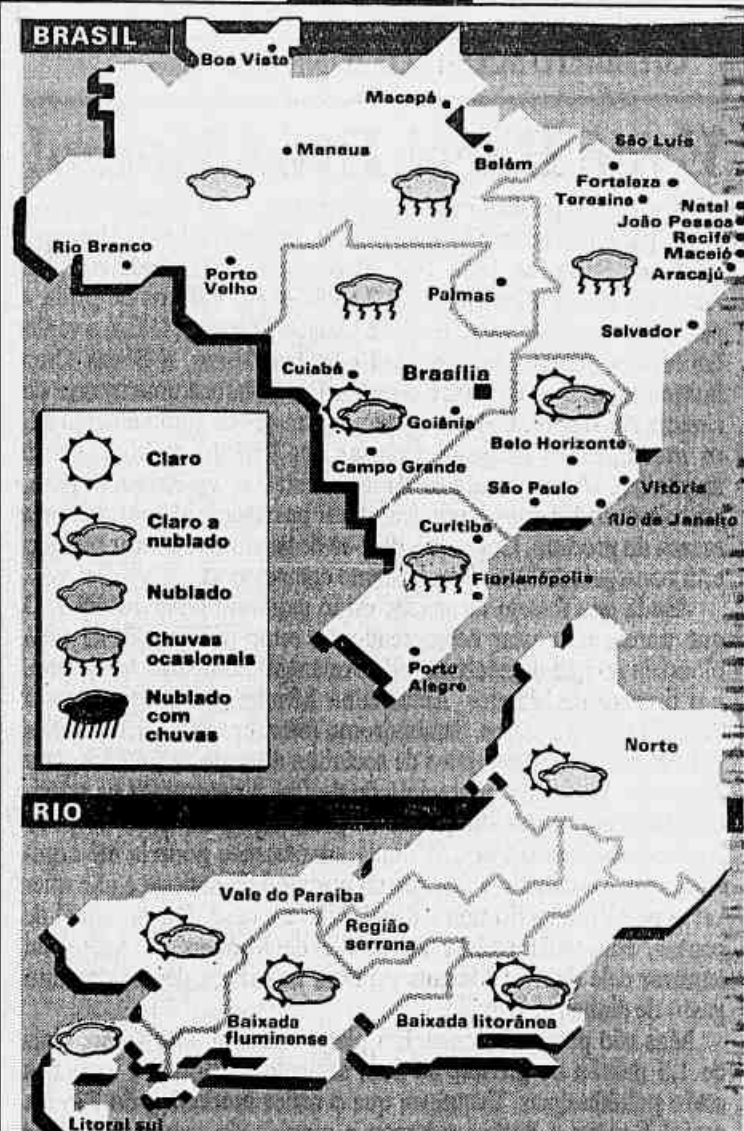 BRASIL
Boa Vista
Macapá
Manaus
Belém
São Luís
Fortaleza
Teresina
Natal
João Pessoa
Recife
Maceió
Aracajú
Rio Branco
Porto
Velho
Palmas
Salvador
Cuiabá
Brasília
Goiânia
Belo Horizonte
Campo Grande
São Paulo
Vitória
Rio de Janeiro
Curitiba
Florianópolis
Porto
Alegre
Claro
Claro a
nublado
Nublado
Chuvas
ocasionais
Nublado
com
chuvas
RIO
Norte
Vale do Paraiba
Região
serrana
Baixada
fluminense
Baixada litorânea
Litoral sul